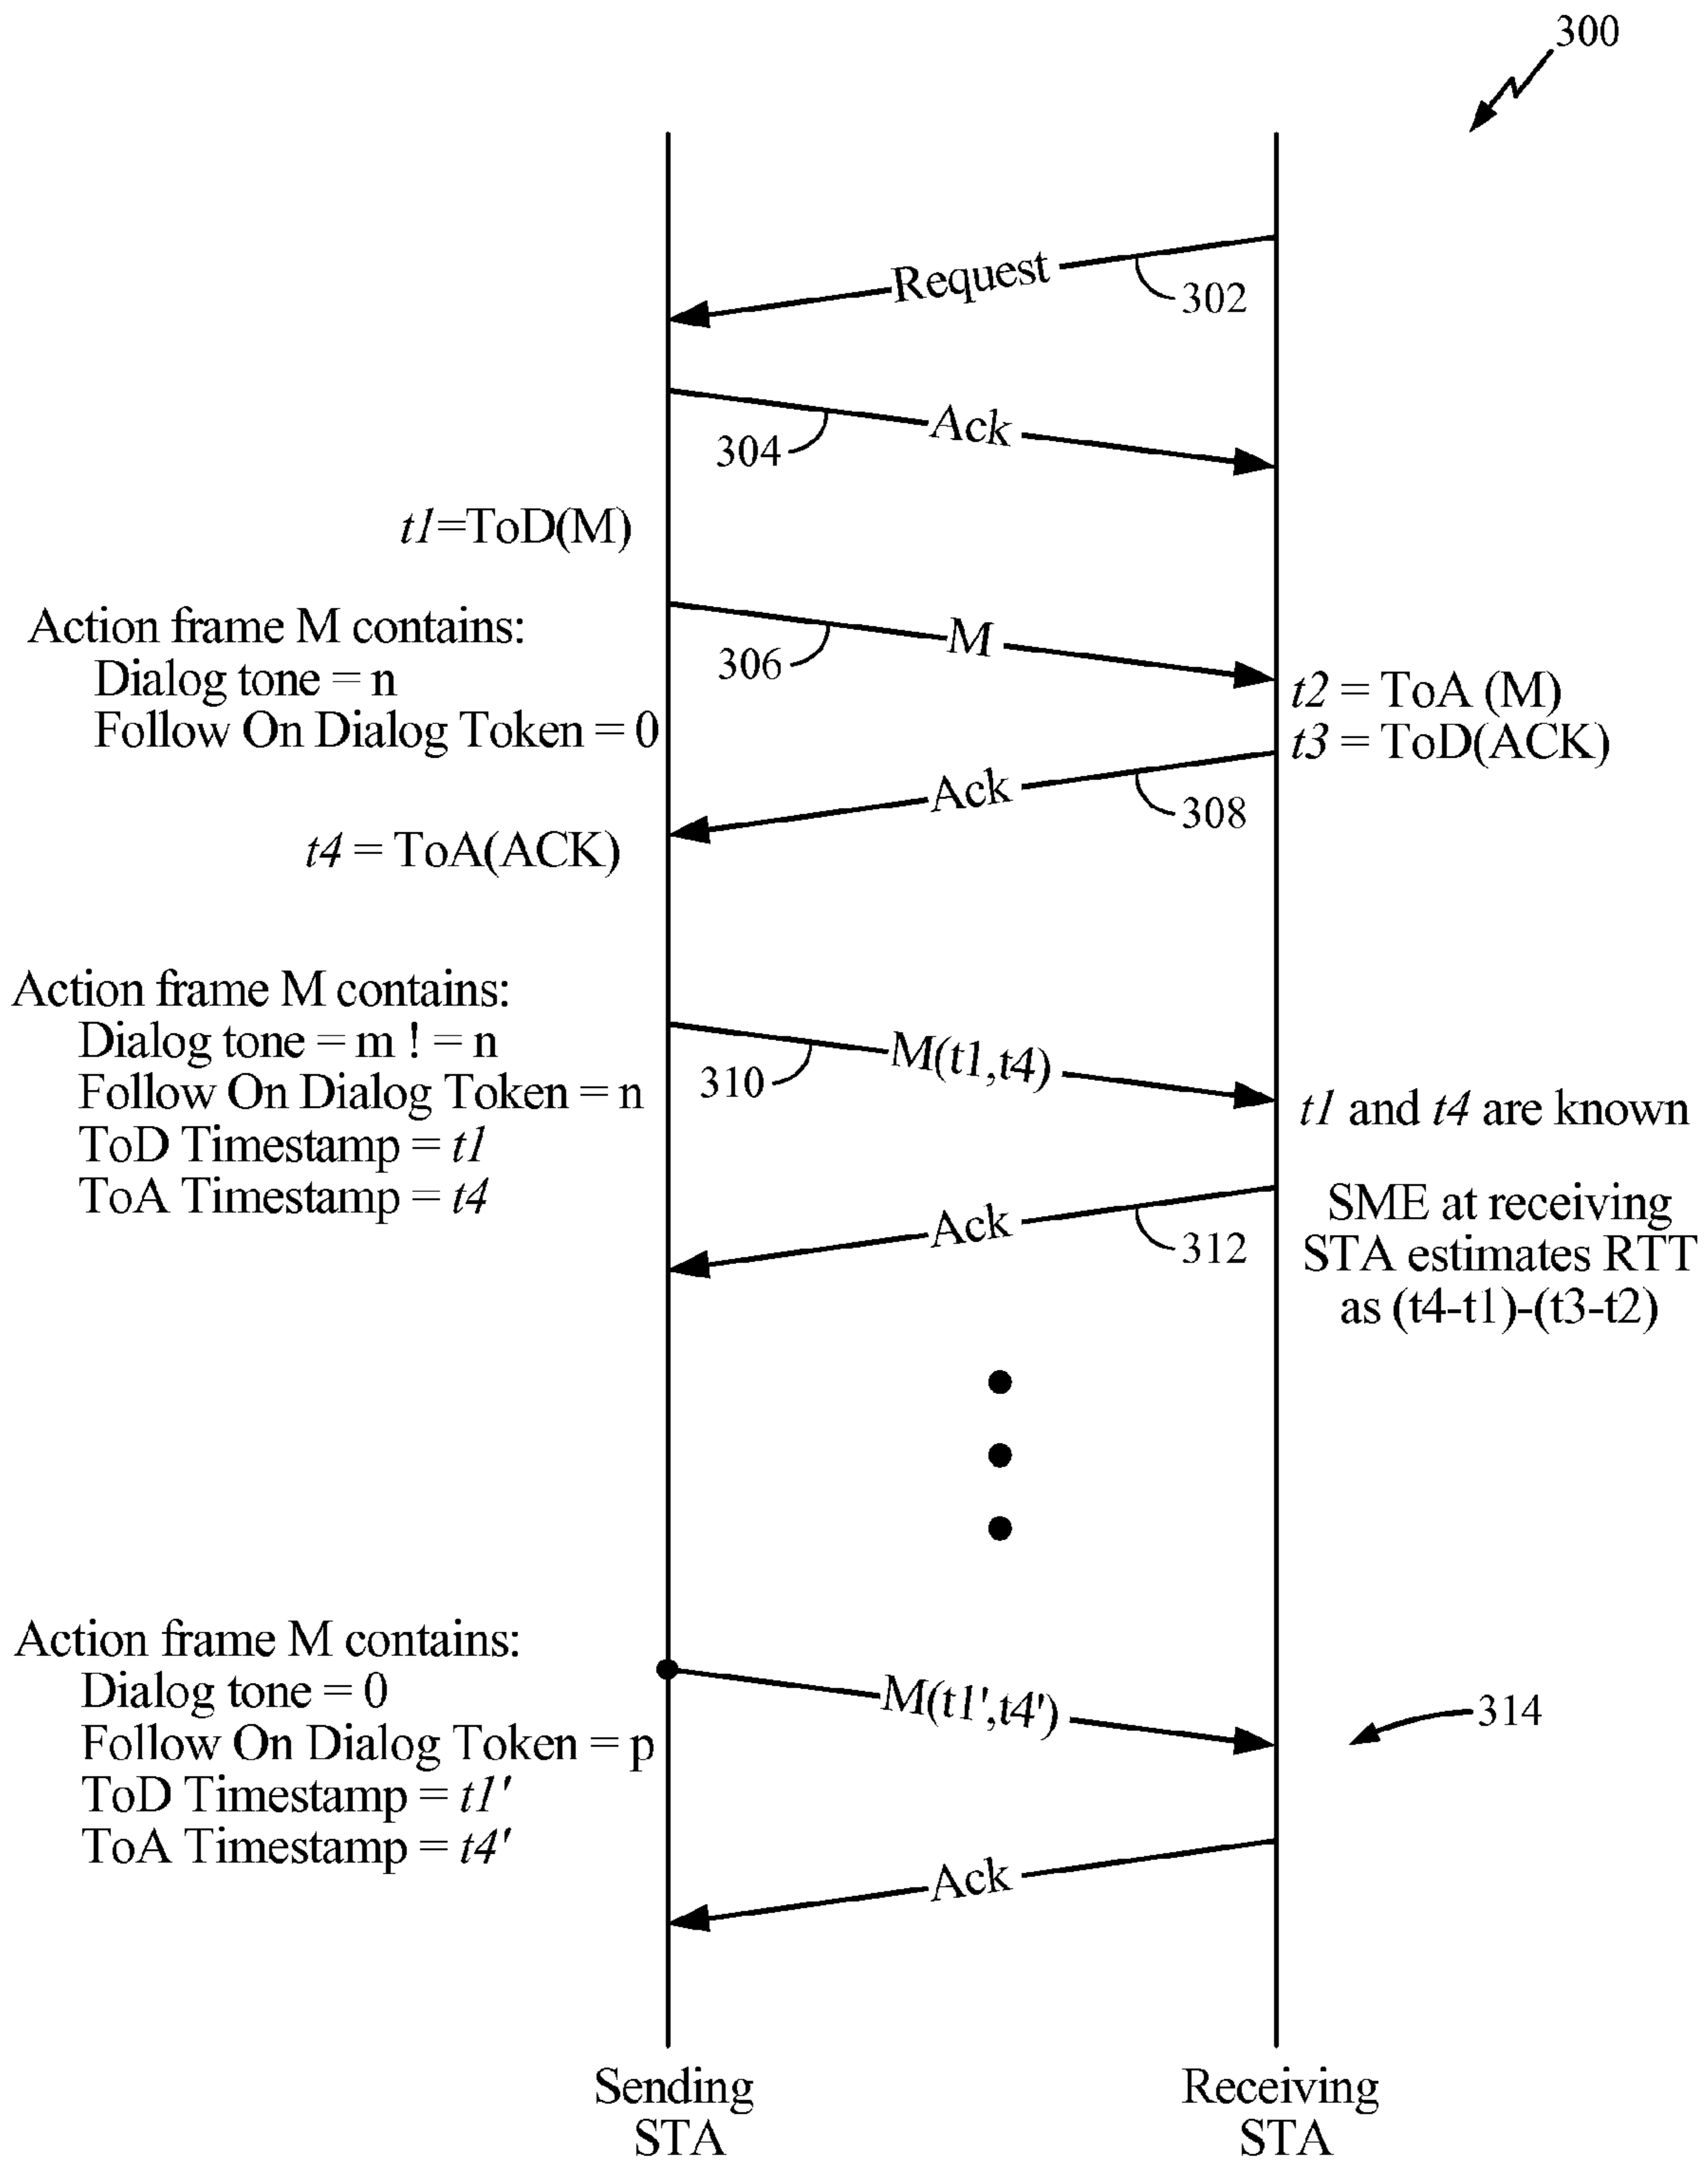 300
Request
302
Ack
304
t1=ToD(M)
Action frame M contains:
Dialog tone = n
Follow On Dialog Token = 0
M
306
t2 = ToA (M)
t3 = ToD(ACK)
Ack
308
t4 = ToA(ACK)
Action frame M contains:
Dialog tone = m ! = n
Follow On Dialog Token = n
ToD Timestamp = t1
ToA Timestamp = t4
M(t1,t4)
310
t1 and t4 are known
Ack
312
SME at receiving
STA estimates RTT
as (t4-t1)-(t3-t2)
Action frame M contains:
Dialog tone = 0
Follow On Dialog Token = p
ToD Timestamp = t1'
ToA Timestamp = t4'
M(t1',t4')
314
Ack
Sending
STA
Receiving
STA